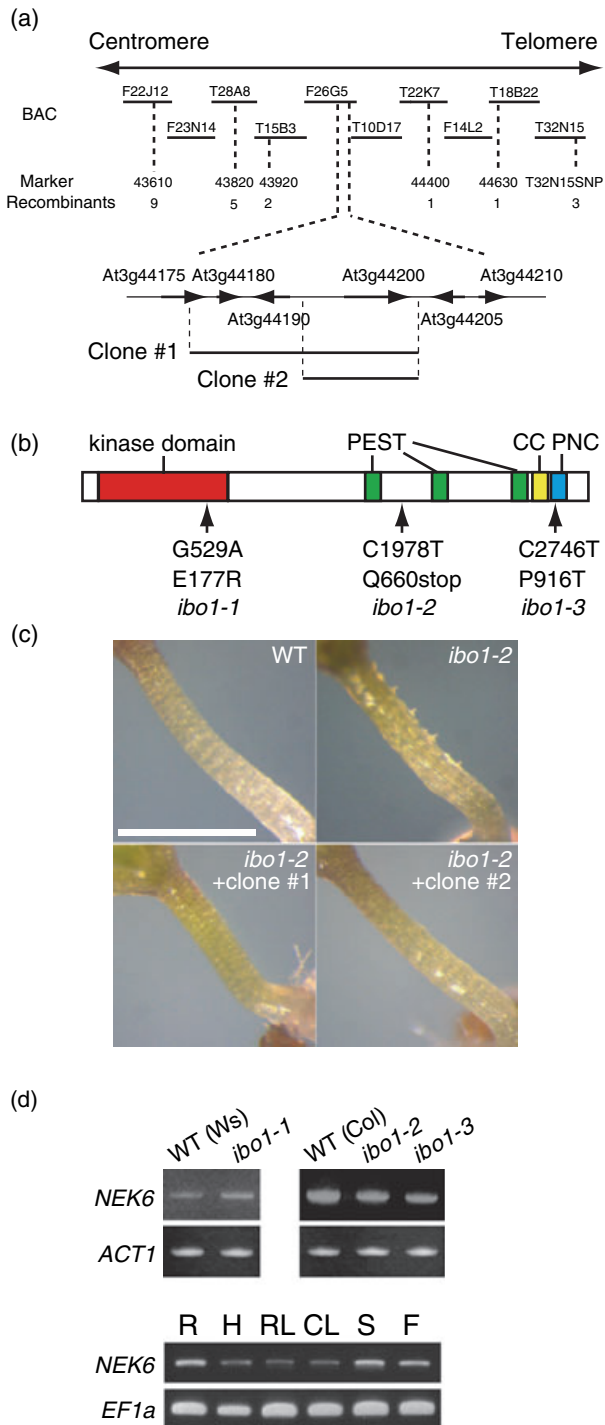 (a)
Centromere Telomere
F22J12 T28A8 F26G5 T22K7 T18B22
BAC
F23N14 T15B3 T10D17 F14L2 T32N15
Marker 43610 43820 43920 44400 44630 T32N15SNP
Recombinants 9 5 2 1 1 3
At3g44175 At3g44180 At3g44200 At3g44210
At3g44190 At3g44205
Clone #1
Clone #2
(b)
kinase domain PEST CC PNC
G529A C1978T C2746T
E177R Q660stop P916T
ibo1-1 ibo1-2 ibo1-3
(c)
WT ibo1-2
ibo1-2 ibo1-2
+clone #1 +clone #2
(d)
WT (Ws) ibo1-1 WT (Col) ibo1-2 ibo1-3
NEK6
ACT1
R H RL CL S F
NEK6
EF1a